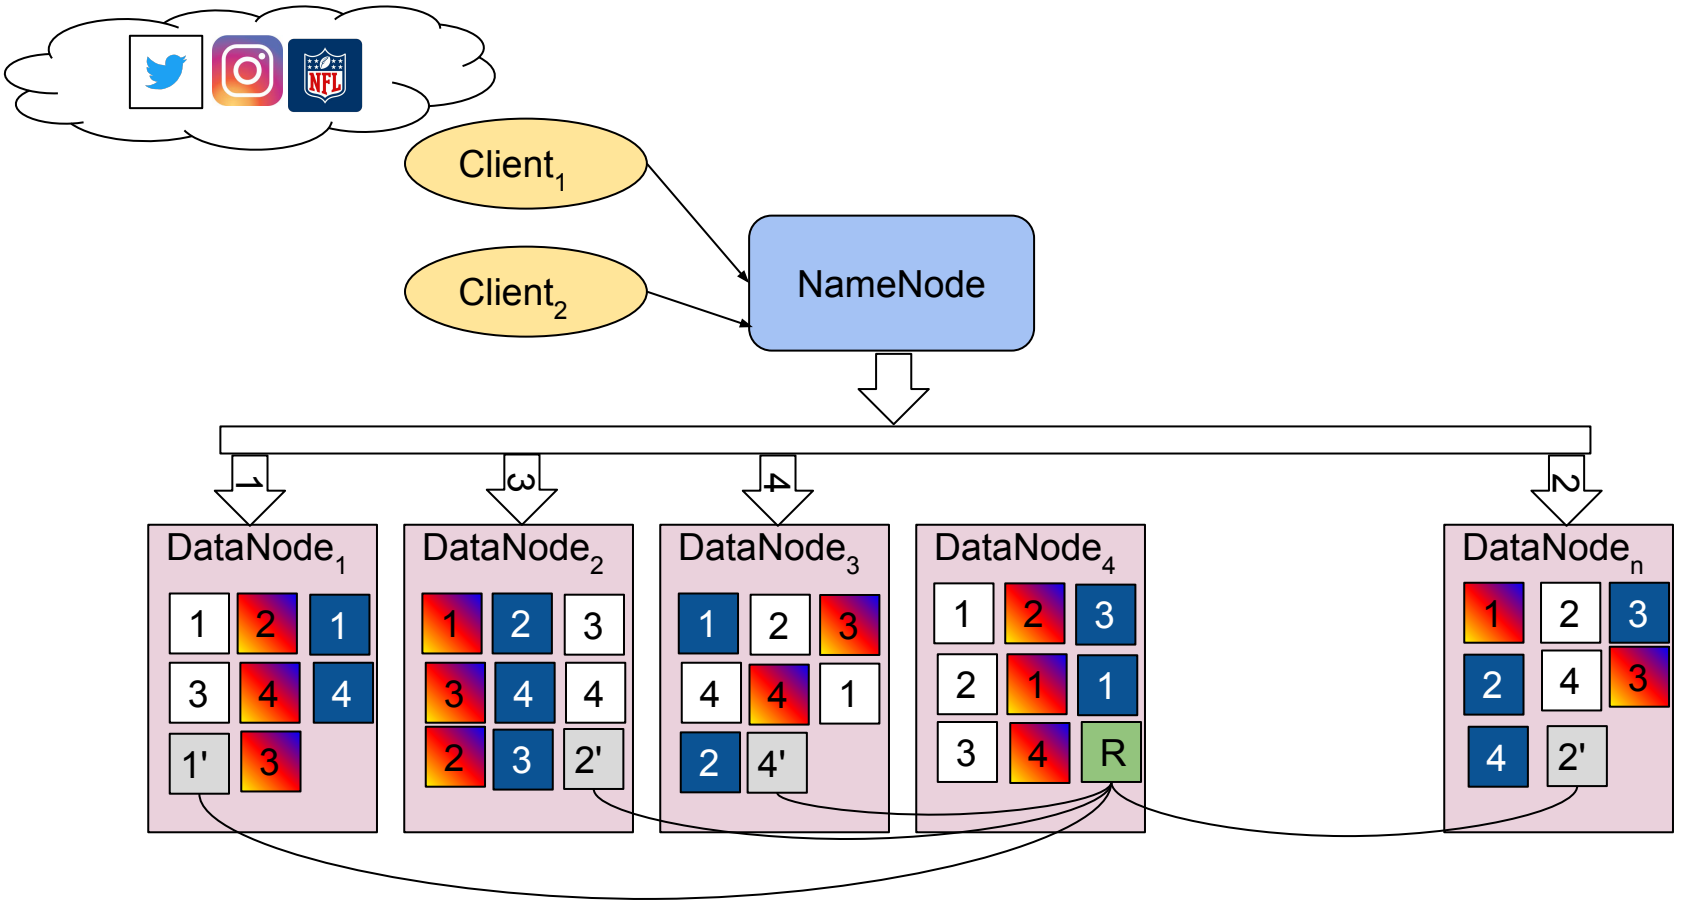 NFL
Client1
Client2
NameNode
1
3
4
2
DataNode1
1 2 1
3 4 4
1' 3
DataNode2
1 2 3
3 4 4
2 3 2'
DataNode3
1 2 3
4 4 1
2 4'
DataNode4
1 2 3
2 1 1
3 4 R
DataNoden
1 2 3
2 4 3
4 2'